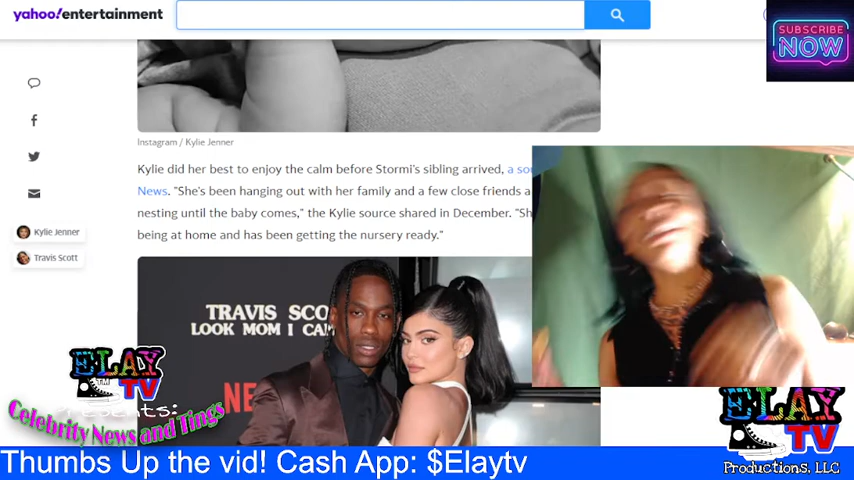 yahoo!entertainment
SUBSCRIBE
NOW
Instagram / Kylie Jenner
Kylie did her best to enjoy the calm before Stormi's sibling arrived, a
News. "She's been hanging out with her family and a few close friends
nesting until the baby comes," the Kylie source shared in December.
being at home and has been getting the nursery ready."
Kylie Jenner
Travis Scott
TRAVIS
LOOK MOM I
ELAY
TM
TV
Presents:
Celebrity News and Tings
ELAY
TV
Productions, LLC
Thumbs Up the vid! Cash App: $Elaytv